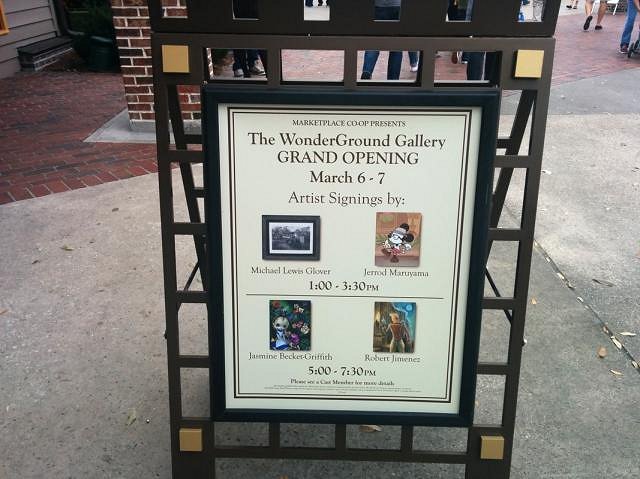 MARKETPLACE CO-OP PRESENTS
The WonderGround Gallery
GRAND OPENING
March 6 - 7
Artist Signings by:
Michael Lewis Glover
Jerrod Maruyama
1:00 - 3:30PM
Jasmine Becket-Griffith
Robert Jimenez
5:00 - 7:30PM
Please see a Cast Member for more details